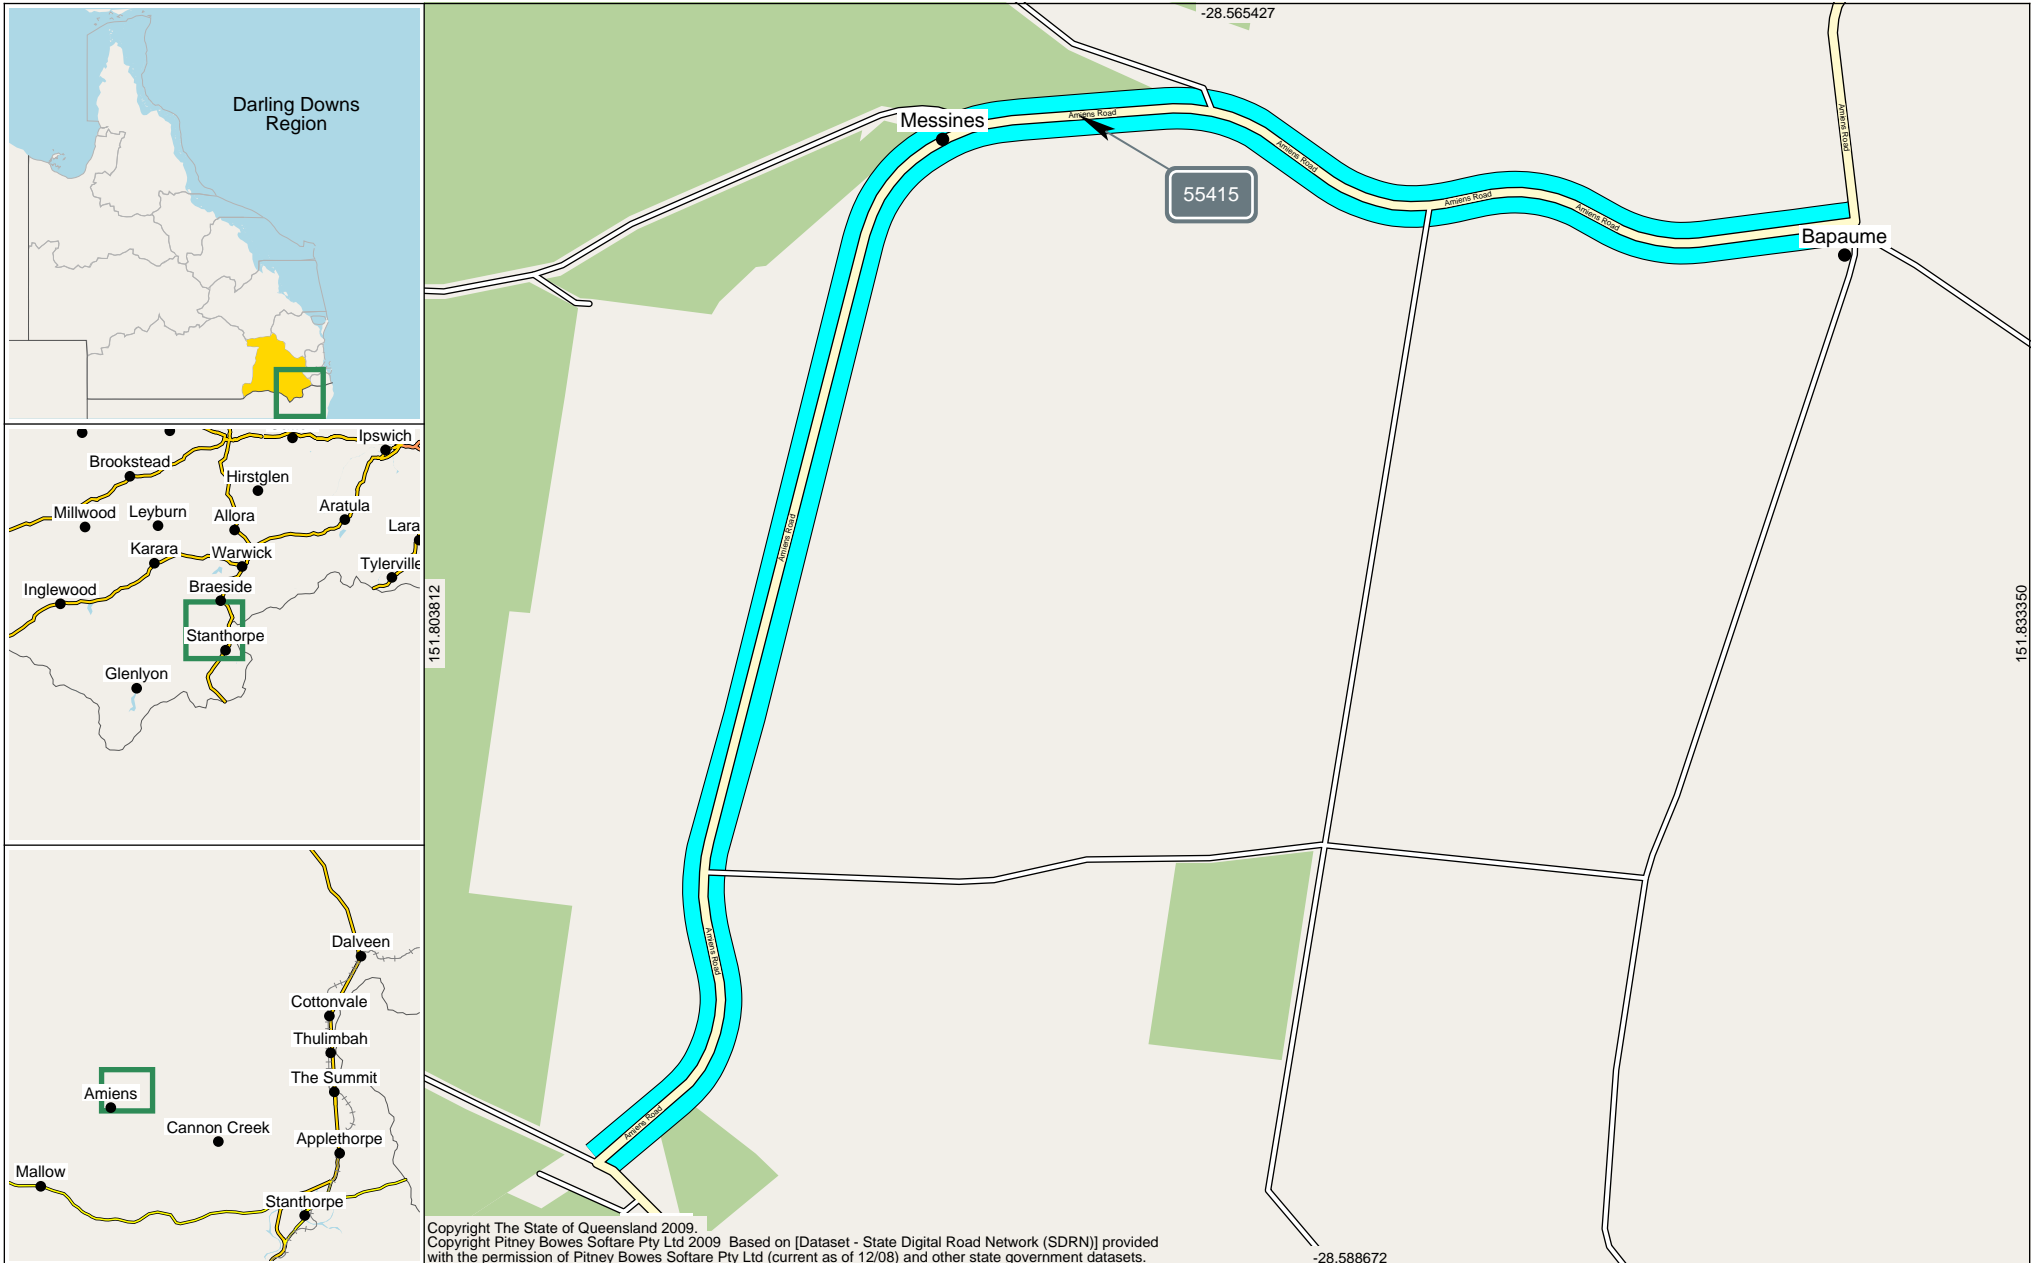 Darling Downs
Region
Ipswich
Brookstead
Hirstglen
Millwood
Leyburn
Allora
Aratula
Lara
Karara
Warwick
Tylerville
Inglewood
Braeside
Stanthorpe
Glenlyon
Dalveen
Cottonvale
Thulimbah
The Summit
Amiens
Cannon Creek
Applethorpe
Mallow
Stanthorpe
-28.565427
Messines
Amiens Road
55415
Amiens Road
Amiens Road
Amiens Road
Amiens Road
Bapaume
Amiens Road
151.803812
151.833350
Amiens Road
Amiens Road
Copyright The State of Queensland 2009.
Copyright Pitney Bowes Softare Pty Ltd 2009 Based on [Dataset - State Digital Road Network (SDRN)] provided
with the permission of Pitney Bowes Softare Pty Ltd (current as of 12/08) and other state government datasets.
-28.588672